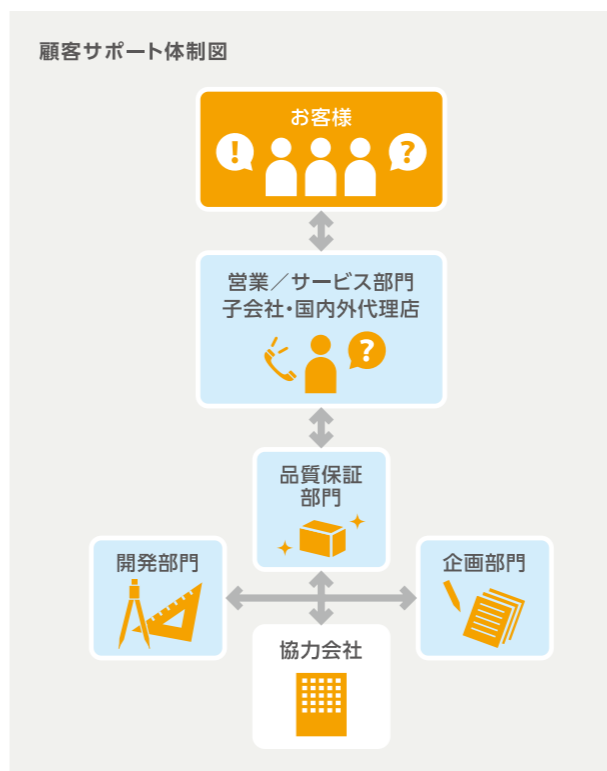 顧客サポート体制図
お客様
!
?
営業／サービス部門
子会社・国内外代理店
?
品質保証
部門
開発部門
企画部門
協力会社